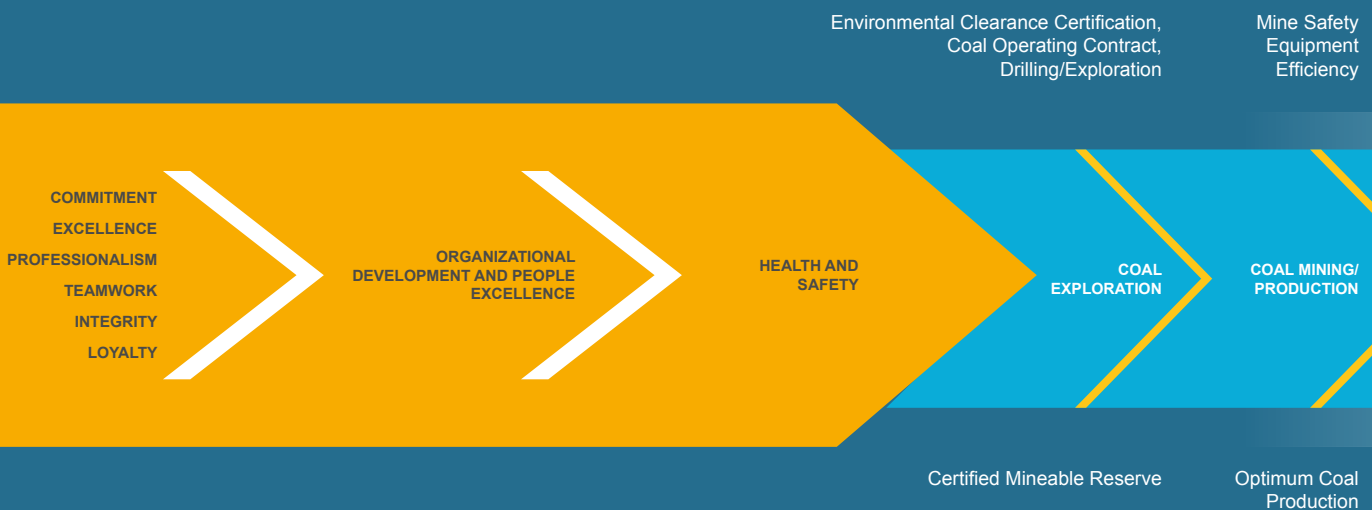 Environmental Clearance Certification,
Coal Operating Contract,
Drilling/Exploration
Mine Safety
Equipment
Efficiency
COMMITMENT
EXCELLENCE
PROFESSIONALISM
TEAMWORK
INTEGRITY
LOYALTY
ORGANIZATIONAL
DEVELOPMENT AND PEOPLE
EXCELLENCE
HEALTH AND
SAFETY
COAL
EXPLORATION
COAL MINING/
PRODUCTION
Certified Mineable Reserve
Optimum Coal
Production